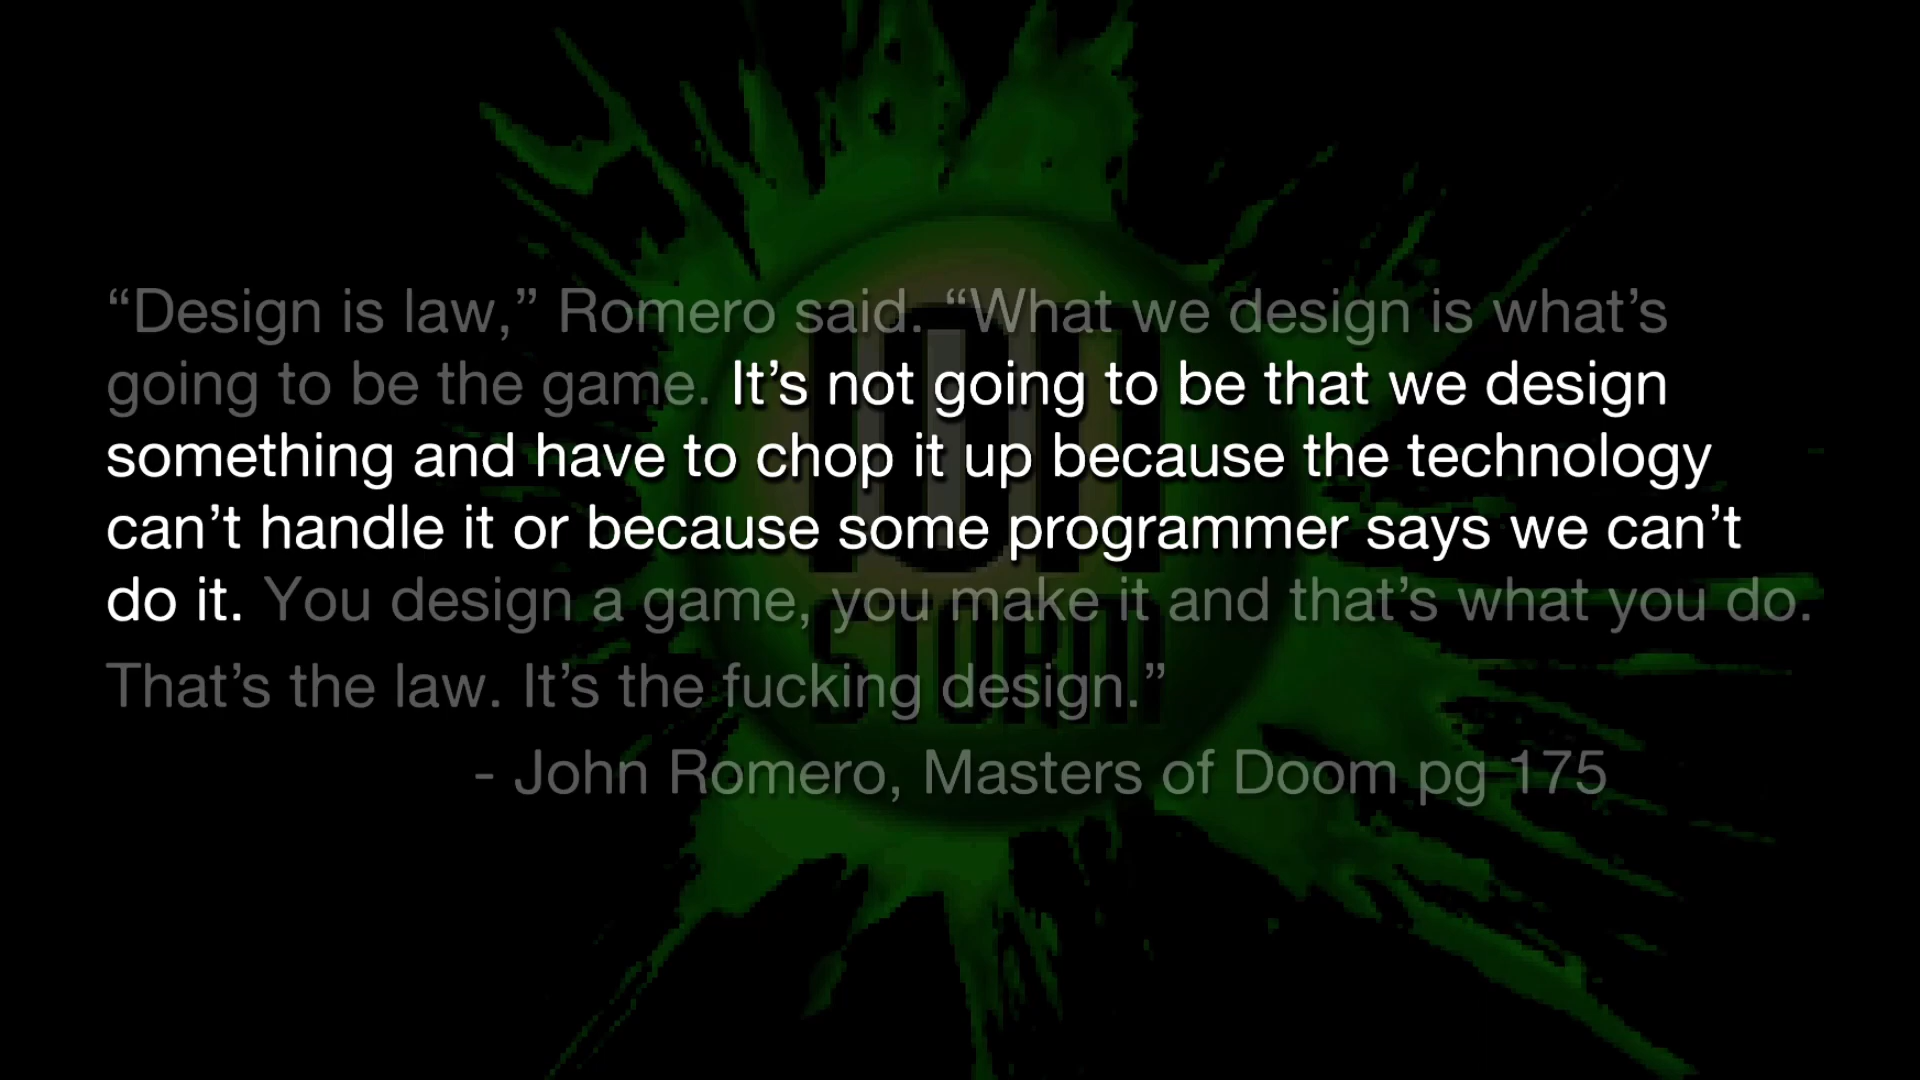 “Design is law,” Romero said. “What we design is what’s
going to be the game. It’s not going to be that we design
something and have to chop it up because the technology
can’t handle it or because some programmer says we can’t
do it. You design a game, you make it and that’s what you do.
That’s the law. It’s the fucking design.”
- John Romero, Masters of Doom pg 175
ION
STORM